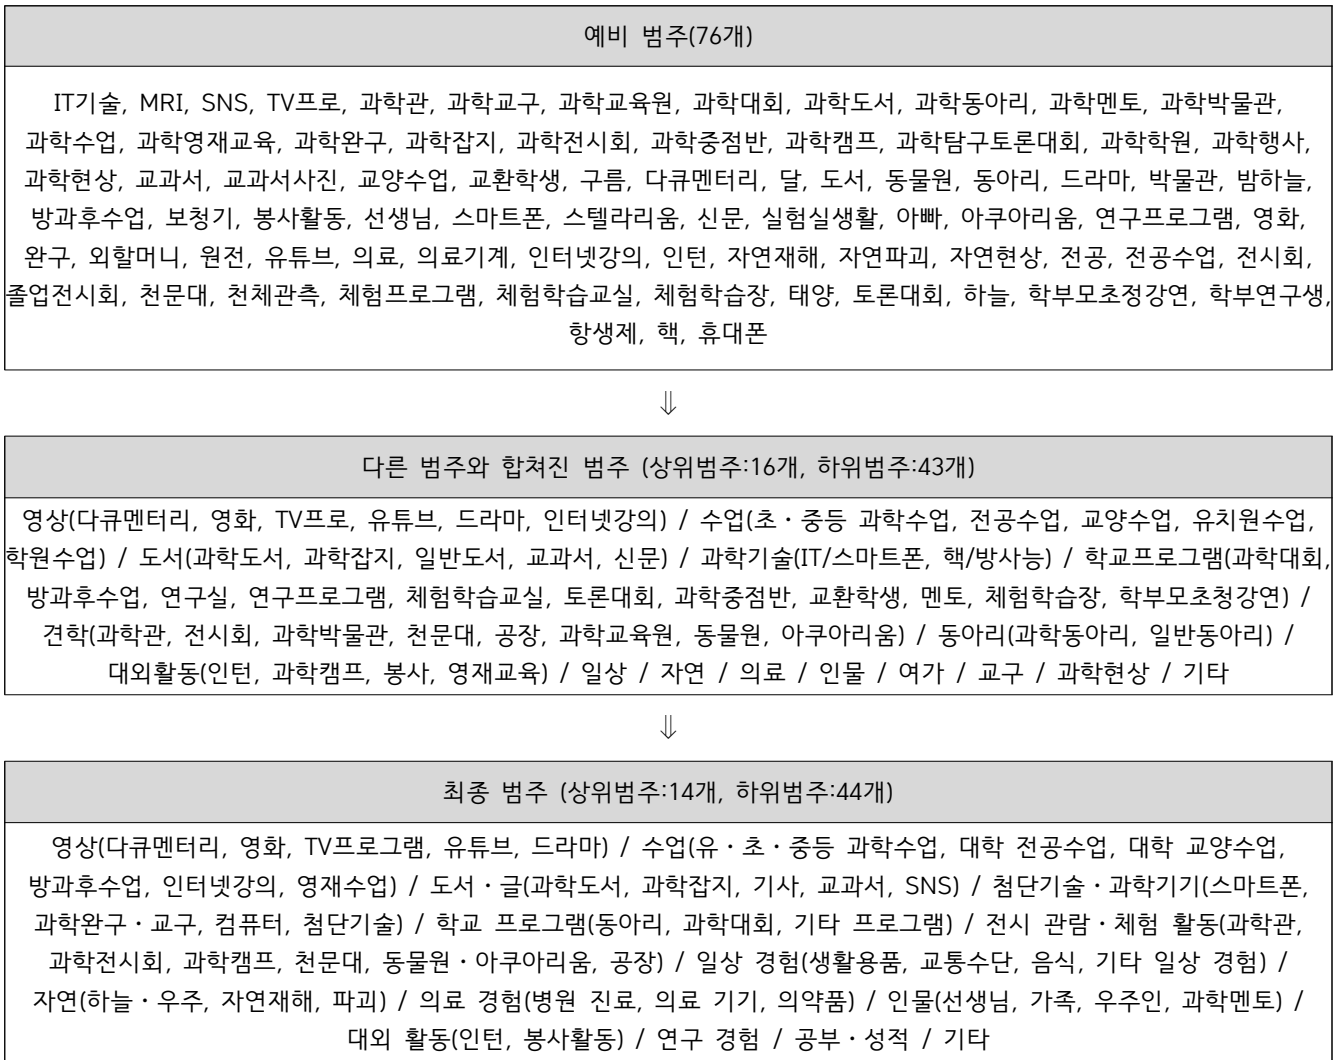 예비 범주(76개)
IT기술, MRI, SNS, TV프로, 과학관, 과학교구, 과학교육원, 과학대회, 과학도서, 과학동아리, 과학멘토, 과학박물관,
과학수업, 과학영재교육, 과학완구, 과학잡지, 과학전시회, 과학중점반, 과학캠프, 과학탐구토론대회, 과학학원, 과학행사,
과학현상, 교과서, 교과서사진, 교양수업, 교환학생, 구름, 다큐멘터리, 달, 도서, 동물원, 동아리, 드라마, 박물관, 밤하늘,
방과후수업, 보청기, 봉사활동, 선생님, 스마트폰, 스텔라리움, 신문, 실험실생활, 아빠, 아쿠아리움, 연구프로그램, 영화,
완구, 외할머니, 원전, 유튜브, 의료, 의료기계, 인터넷강의, 인턴, 자연재해, 자연파괴, 자연현상, 전공, 전공수업, 전시회,
졸업전시회, 천문대, 천체관측, 체험프로그램, 체험학습교실, 체험학습장, 태양, 토론대회, 하늘, 학부모초정강연, 학부연구생,
항생제, 핵, 휴대폰
⇓
다른 범주와 합쳐진 범주 (상위범주:16개, 하위범주:43개)
영상(다큐멘터리, 영화, TV프로, 유튜브, 드라마, 인터넷강의) / 수업(초・중등 과학수업, 전공수업, 교양수업, 유치원수업,
학원수업) / 도서(과학도서, 과학잡지, 일반도서, 교과서, 신문) / 과학기술(IT/스마트폰, 핵/방사능) / 학교프로그램(과학대회,
방과후수업, 연구실, 연구프로그램, 체험학습교실, 토론대회, 과학중점반, 교환학생, 멘토, 체험학습장, 학부모초청강연) /
견학(과학관, 전시회, 과학박물관, 천문대, 공장, 과학교육원, 동물원, 아쿠아리움) / 동아리(과학동아리, 일반동아리) /
대외활동(인턴, 과학캠프, 봉사, 영재교육) / 일상 / 자연 / 의료 / 인물 / 여가 / 교구 / 과학현상 / 기타
⇓
최종 범주 (상위범주:14개, 하위범주:44개)
영상(다큐멘터리, 영화, TV프로그램, 유튜브, 드라마) / 수업(유・초・중등 과학수업, 대학 전공수업, 대학 교양수업,
방과후수업, 인터넷강의, 영재수업) / 도서・글(과학도서, 과학잡지, 기사, 교과서, SNS) / 첨단기술・과학기기(스마트폰,
과학완구・교구, 컴퓨터, 첨단기술) / 학교 프로그램(동아리, 과학대회, 기타 프로그램) / 전시 관람・체험 활동(과학관,
과학전시회, 과학캠프, 천문대, 동물원・아쿠아리움, 공장) / 일상 경험(생활용품, 교통수단, 음식, 기타 일상 경험) /
자연(하늘・우주, 자연재해, 파괴) / 의료 경험(병원 진료, 의료 기기, 의약품) / 인물(선생님, 가족, 우주인, 과학멘토) /
대외 활동(인턴, 봉사활동) / 연구 경험 / 공부・성적 / 기타